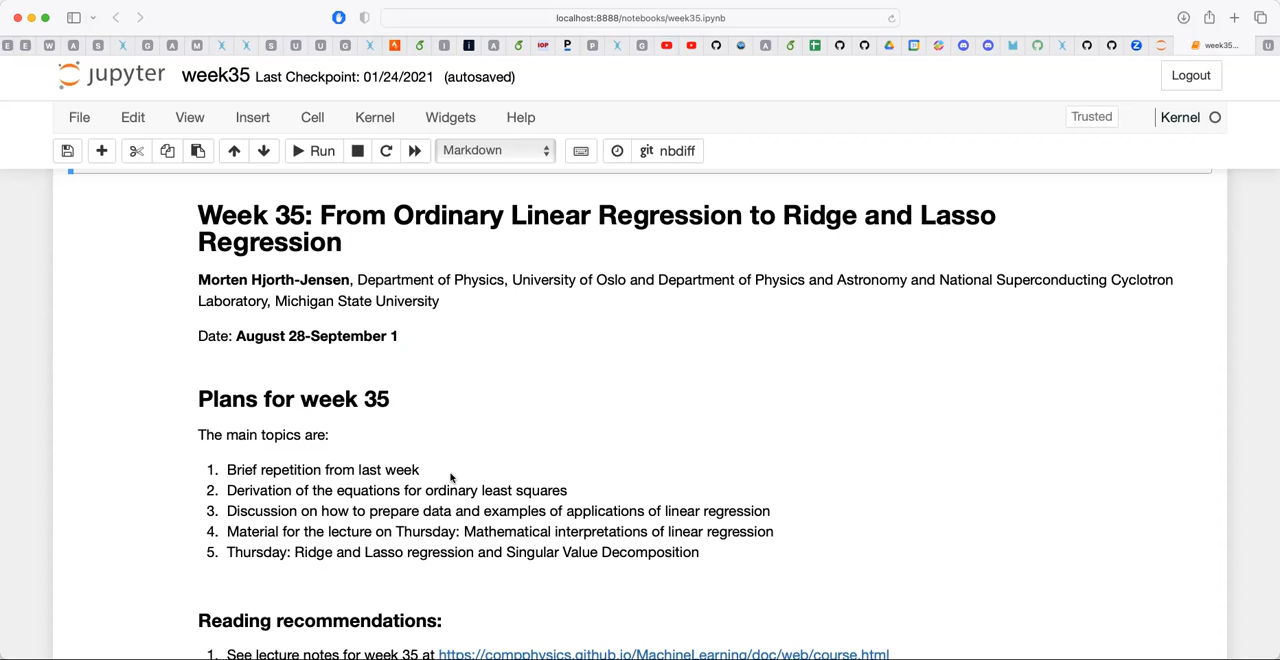 localhost:8888/notebooks/week35.ipynb
E E W A S X G A M X X S U U G X I i A IOP P P X G A X Z week35... U
jupyter week35 Last Checkpoint: 01/24/2021 (autosaved) Logout
File Edit View Insert Cell Kernel Widgets Help Trusted Kernel
Run Markdown git nbdiff
Week 35: From Ordinary Linear Regression to Ridge and Lasso
Regression
Morten Hjorth-Jensen, Department of Physics, University of Oslo and Department of Physics and Astronomy and National Superconducting Cyclotron
Laboratory, Michigan State University
Date: August 28-September 1
Plans for week 35
The main topics are:
1. Brief repetition from last week
2. Derivation of the equations for ordinary least squares
3. Discussion on how to prepare data and examples of applications of linear regression
4. Material for the lecture on Thursday: Mathematical interpretations of linear regression
5. Thursday: Ridge and Lasso regression and Singular Value Decomposition
Reading recommendations:
1. See lecture notes for week 35 at https://compphysics.github.io/MachineLearning/doc/web/course.html